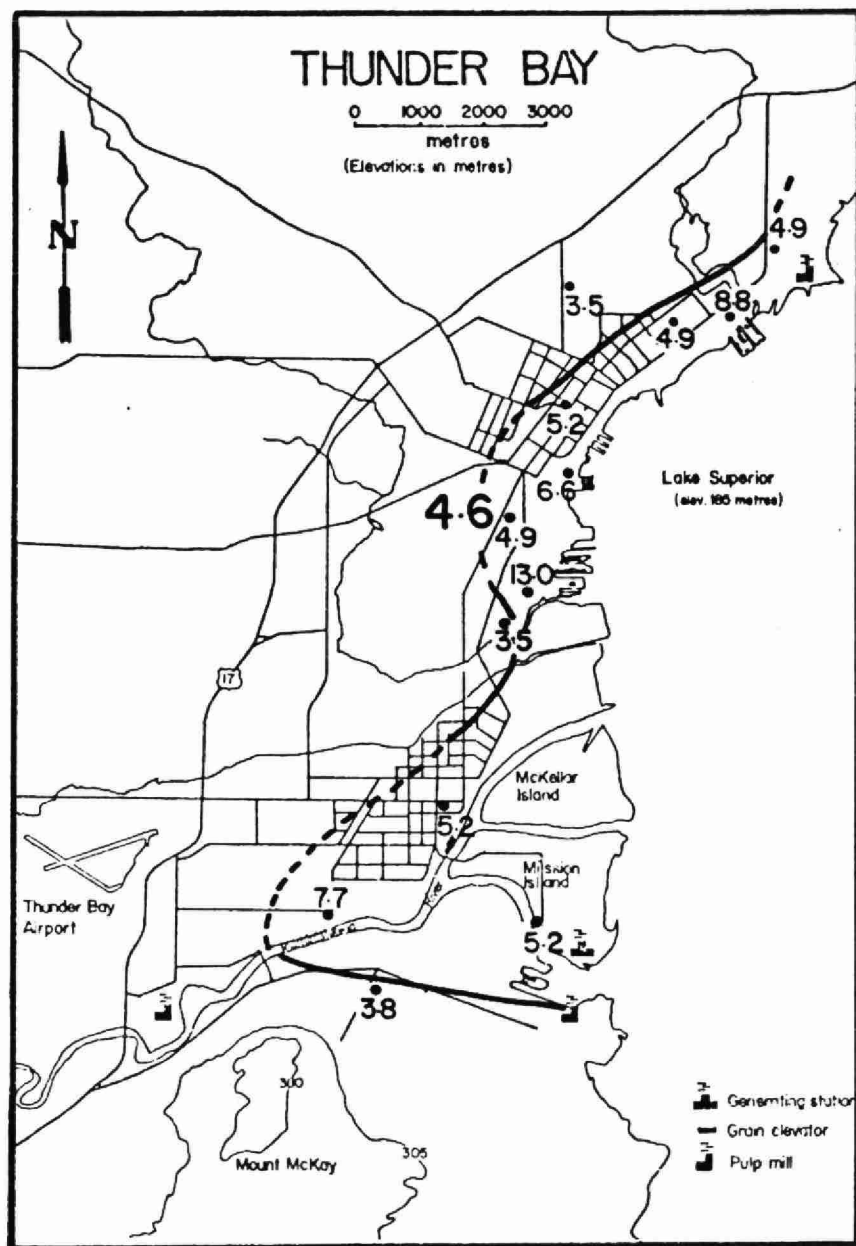 THUNDER BAY
0 1000 2000 3000
metres
(Elevations in metres)
N
4.9
3.5
8.8
4.9
5.2
6.6
Lake Superior
(elev. 185 metres)
4.6
4.9
13.0
3.5
17
McKellar
Island
5.2
Mission
Island
7.7
Thunder Bay
Airport
5.2
3.8
300
Generating station
Grain elevator
305
Mount McKay
Pulp mill